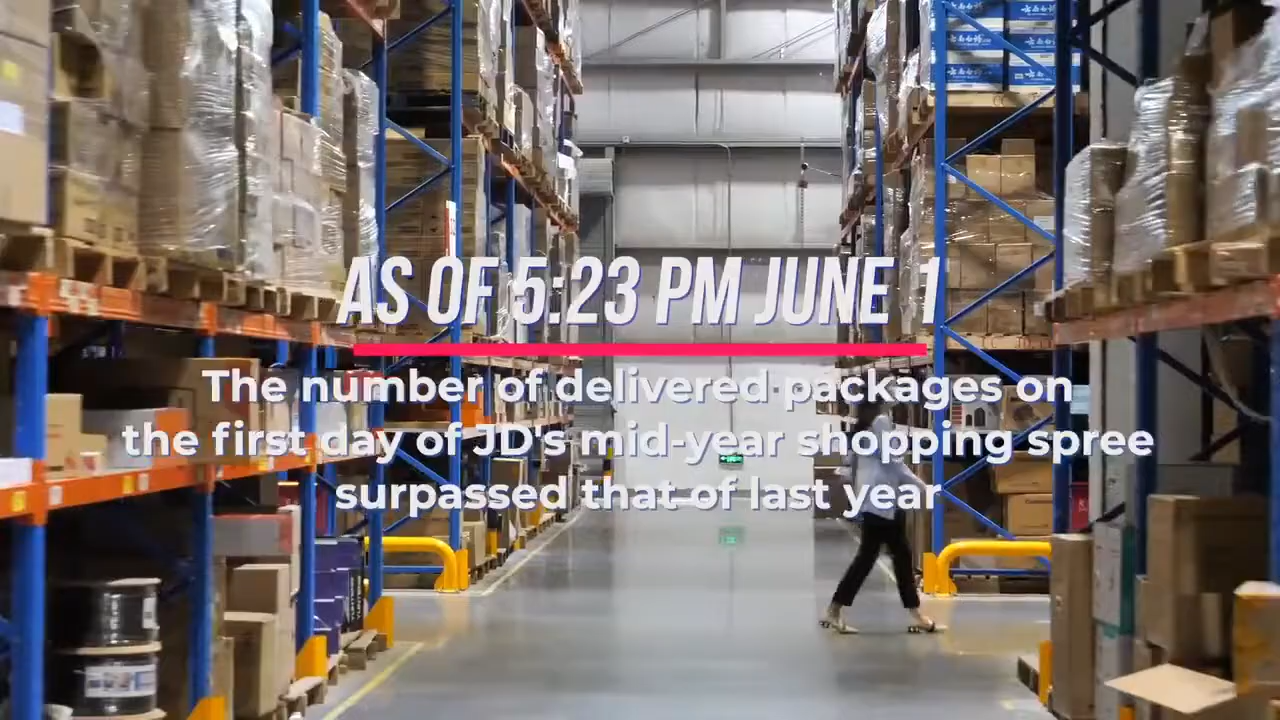 AS OF 5:23 PM JUNE 1
The number of delivered packages on
the first day of JD's mid-year shopping spree
surpassed that of last year